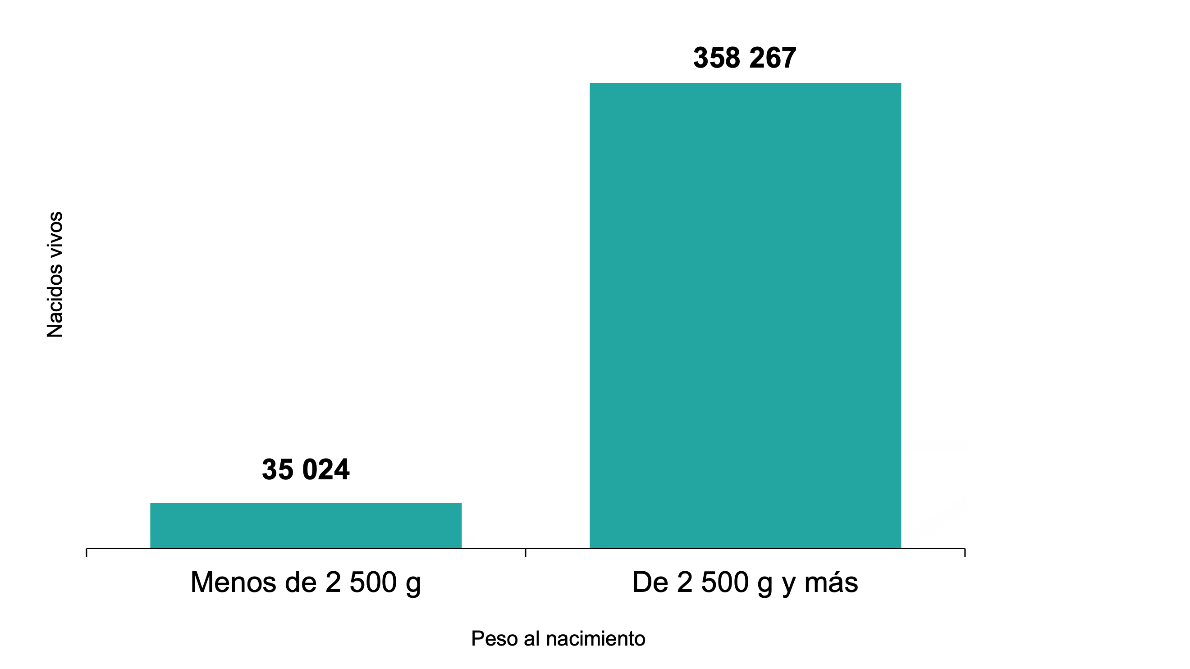 358 267
Nacidos vivos
35 024
Menos de 2 500 g
De 2 500 g y más
Peso al nacimiento